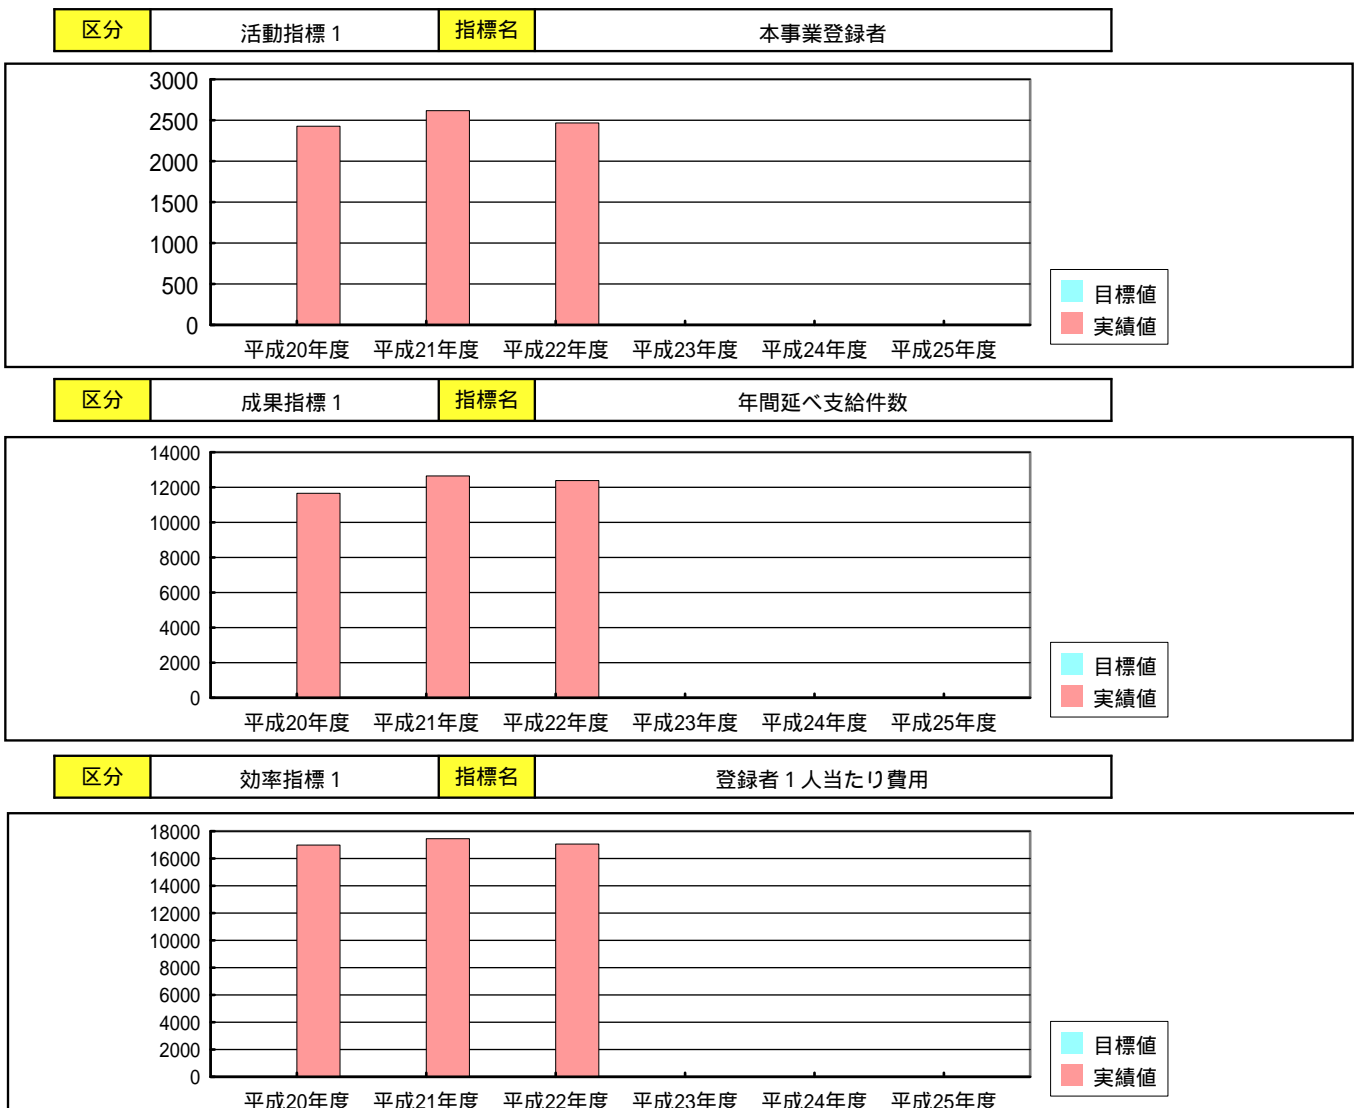 区分 活動指標1 指標名 本事業登録者
3000
2500
2000
1500
1000
500
0
平成20年度 平成21年度 平成22年度 平成23年度 平成24年度 平成25年度
目標値
実績値
区分 成果指標1 指標名 年間延べ支給件数
14000
12000
10000
8000
6000
4000
2000
0
平成20年度 平成21年度 平成22年度 平成23年度 平成24年度 平成25年度
目標値
実績値
区分 効率指標1 指標名 登録者1人当たり費用
18000
16000
14000
12000
10000
8000
6000
4000
2000
0
平成20年度 平成21年度 平成22年度 平成23年度 平成24年度 平成25年度
目標値
実績値